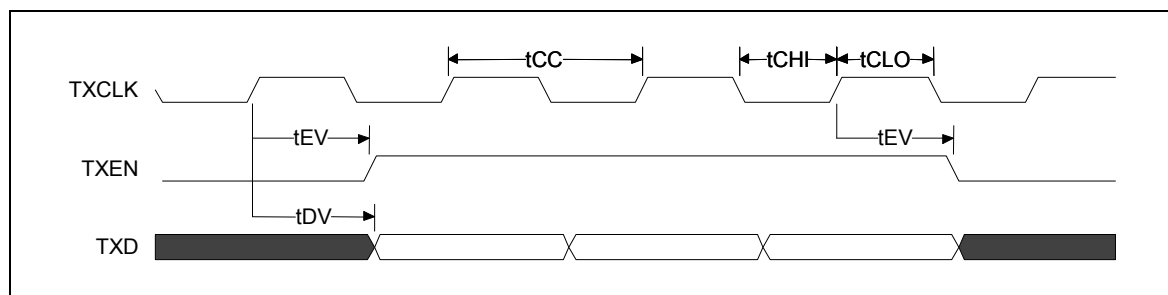 tCC tCHI tCLO
TXCLK
tEV tEV
TXEN
tDV
TXD